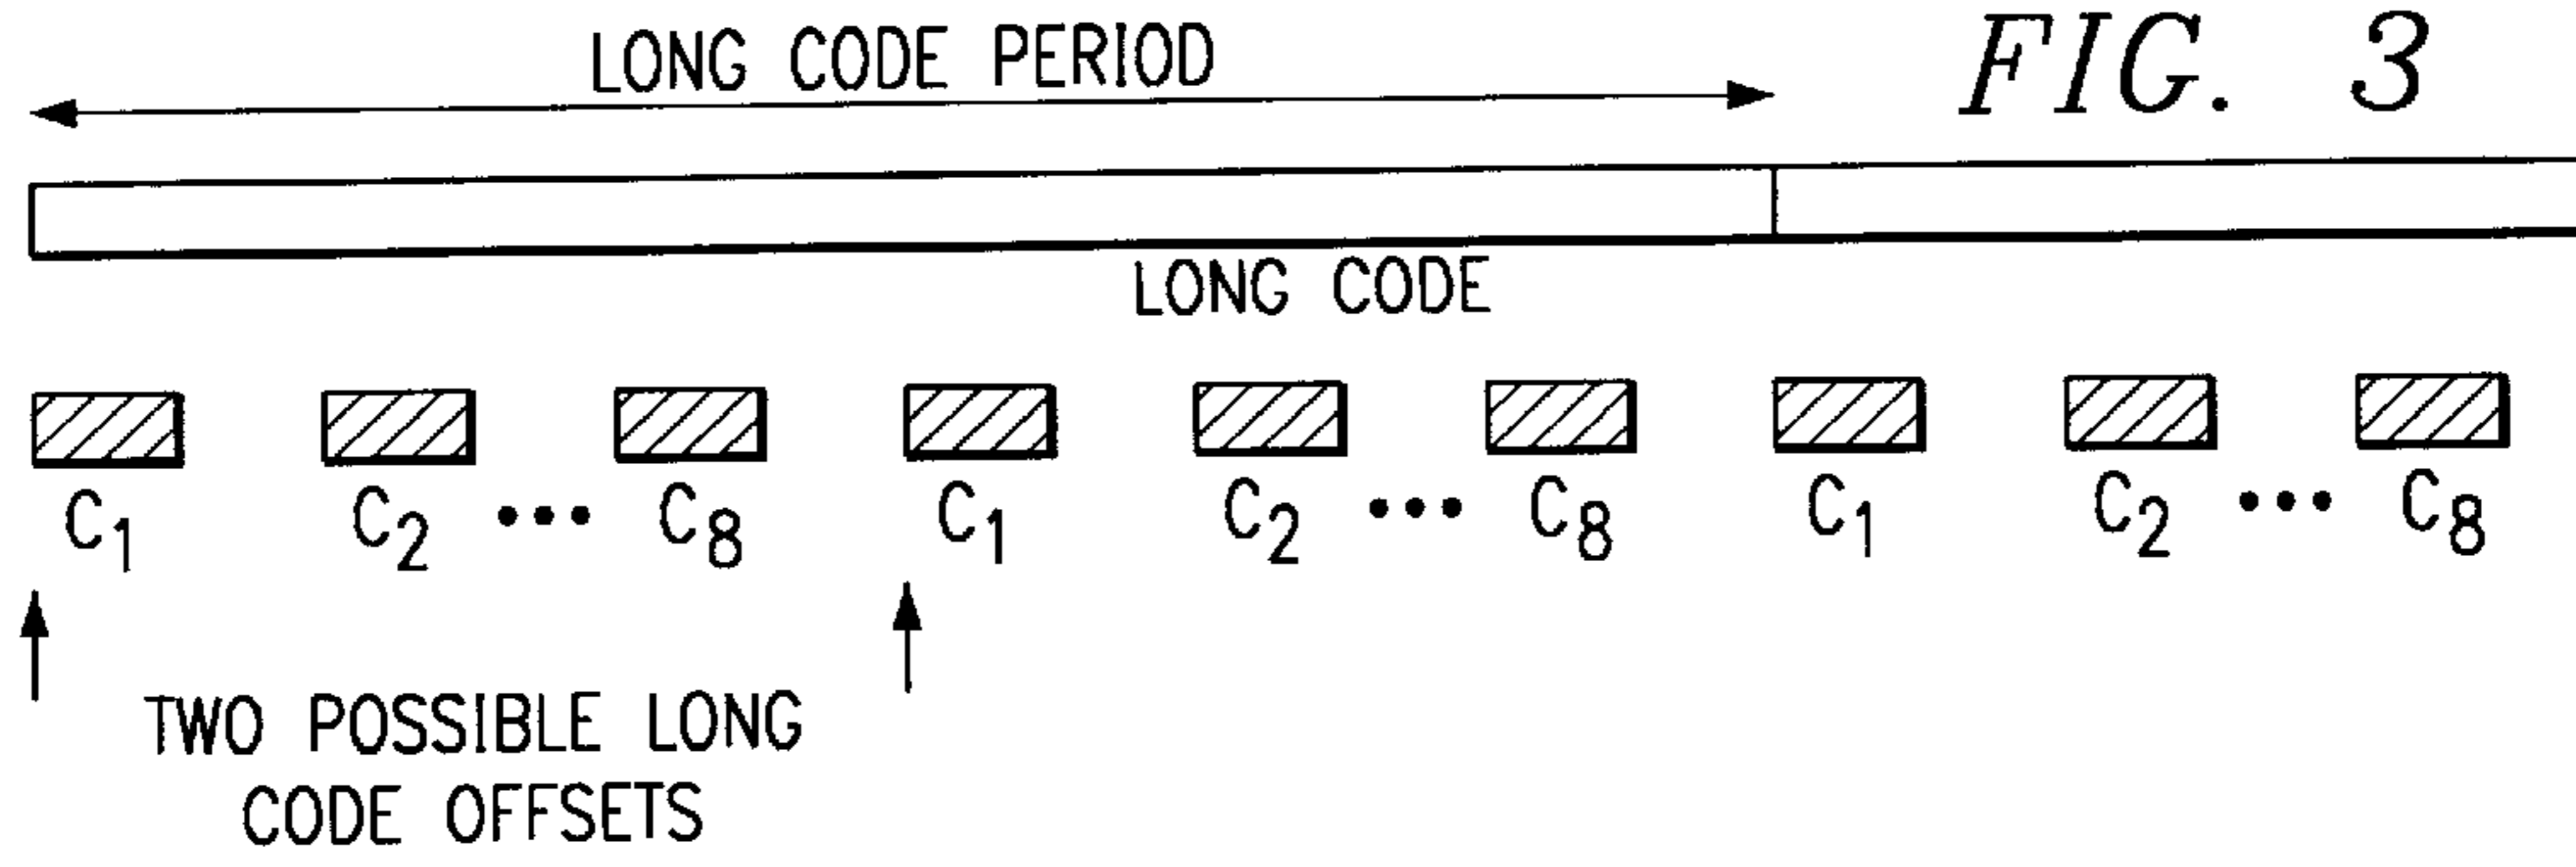 LONG CODE PERIOD
FIG. 3
LONG CODE
C1 C2 ••• C8 C1 C2 ••• C8 C1 C2 ••• C8
TWO POSSIBLE LONG
CODE OFFSETS